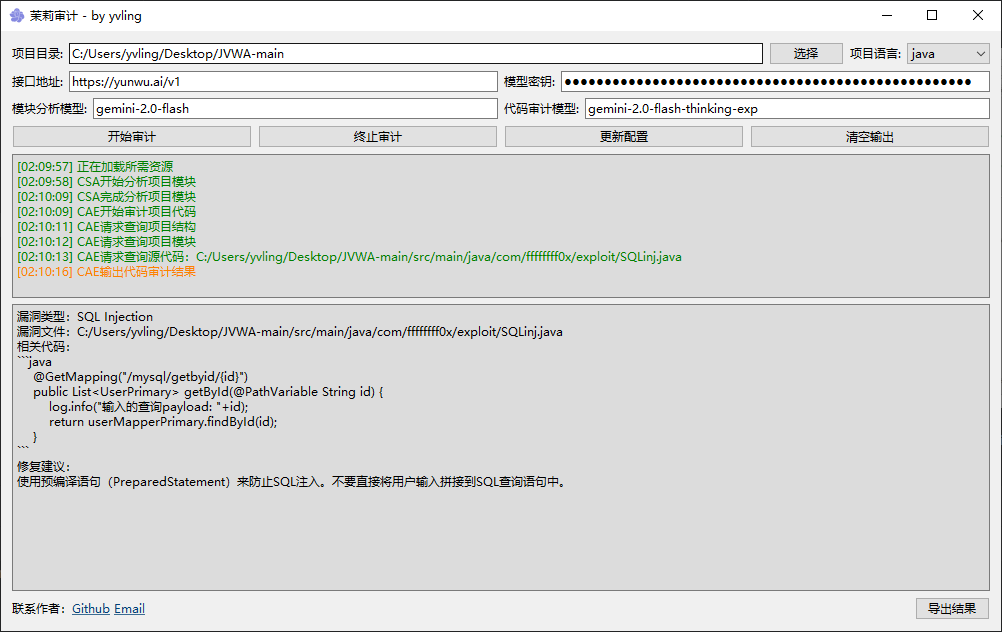 茉莉审计 - by yvling
项目目录: C:/Users/yvling/Desktop/JVWA-main 选择 项目语言: java
接口地址: https://yunwu.ai/v1 模型密钥: ●●●●●●●●●●●●●●●●●●●●●●●●●●●●●●●●●●●●●●●●●●●●●●●●●●●
模块分析模型: gemini-2.0-flash 代码审计模型: gemini-2.0-flash-thinking-exp
开始审计 终止审计 更新配置 清空输出
[02:09:57] 正在加载所需资源
[02:09:58] CSA开始分析项目模块
[02:10:09] CSA完成分析项目模块
[02:10:09] CAE开始审计项目代码
[02:10:11] CAE请求查询项目结构
[02:10:12] CAE请求查询项目模块
[02:10:13] CAE请求查询源代码：C:/Users/yvling/Desktop/JVWA-main/src/main/java/com/ffffffff0x/exploit/SQLinj.java
[02:10:16] CAE输出代码审计结果
漏洞类型：SQL Injection
漏洞文件：C:/Users/yvling/Desktop/JVWA-main/src/main/java/com/ffffffff0x/exploit/SQLinj.java
相关代码：
```java
@GetMapping("/mysql/getbyid/{id}")
public List<UserPrimary> getById(@PathVariable String id) {
log.info("输入的查询payload: "+id);
return userMapperPrimary.findById(id);
}
```
修复建议：
使用预编译语句（PreparedStatement）来防止SQL注入。不要直接将用户输入拼接到SQL查询语句中。
联系作者： Github Email 导出结果